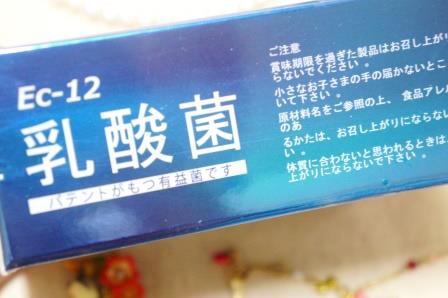 Ec-12
乳酸菌
パテントがもつ有益菌です
ご注意
賞味期限を過ぎた製品はお召し上がり
らないでください 。
小さなお子さまの手の届かないとこ
いて下さい 。
原材料名をご参照の上、 食品アレル
のあ
るかたは、お召し上がりにならない
い 。
体質に合わないと思われるときは、
上がりにならないで下さい 。